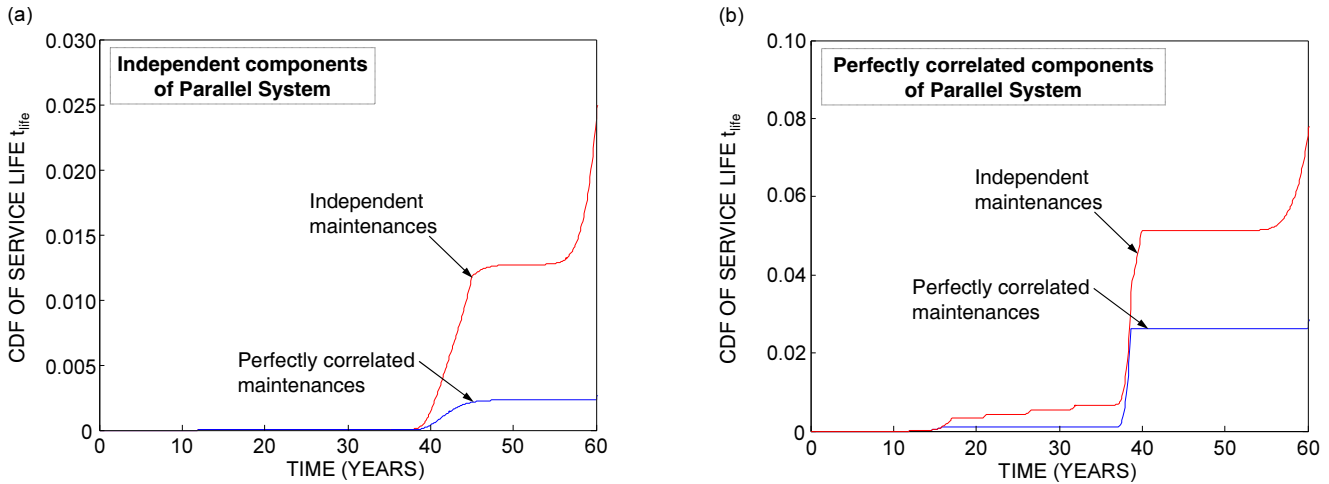 (a)
CDF OF SERVICE LIFE tlife
0.030
0.025
0.020
0.015
0.010
0.005
0
Independent components
of Parallel System
Independent
maintenances
Perfectly correlated
maintenances
0 10 20 30 40 50 60
TIME (YEARS)
(b)
CDF OF SERVICE LIFE tlife
0.10
0.08
0.06
0.04
0.02
0
Perfectly correlated components
of Parallel System
Independent
maintenances
Perfectly correlated
maintenances
0 10 20 30 40 50 60
TIME (YEARS)